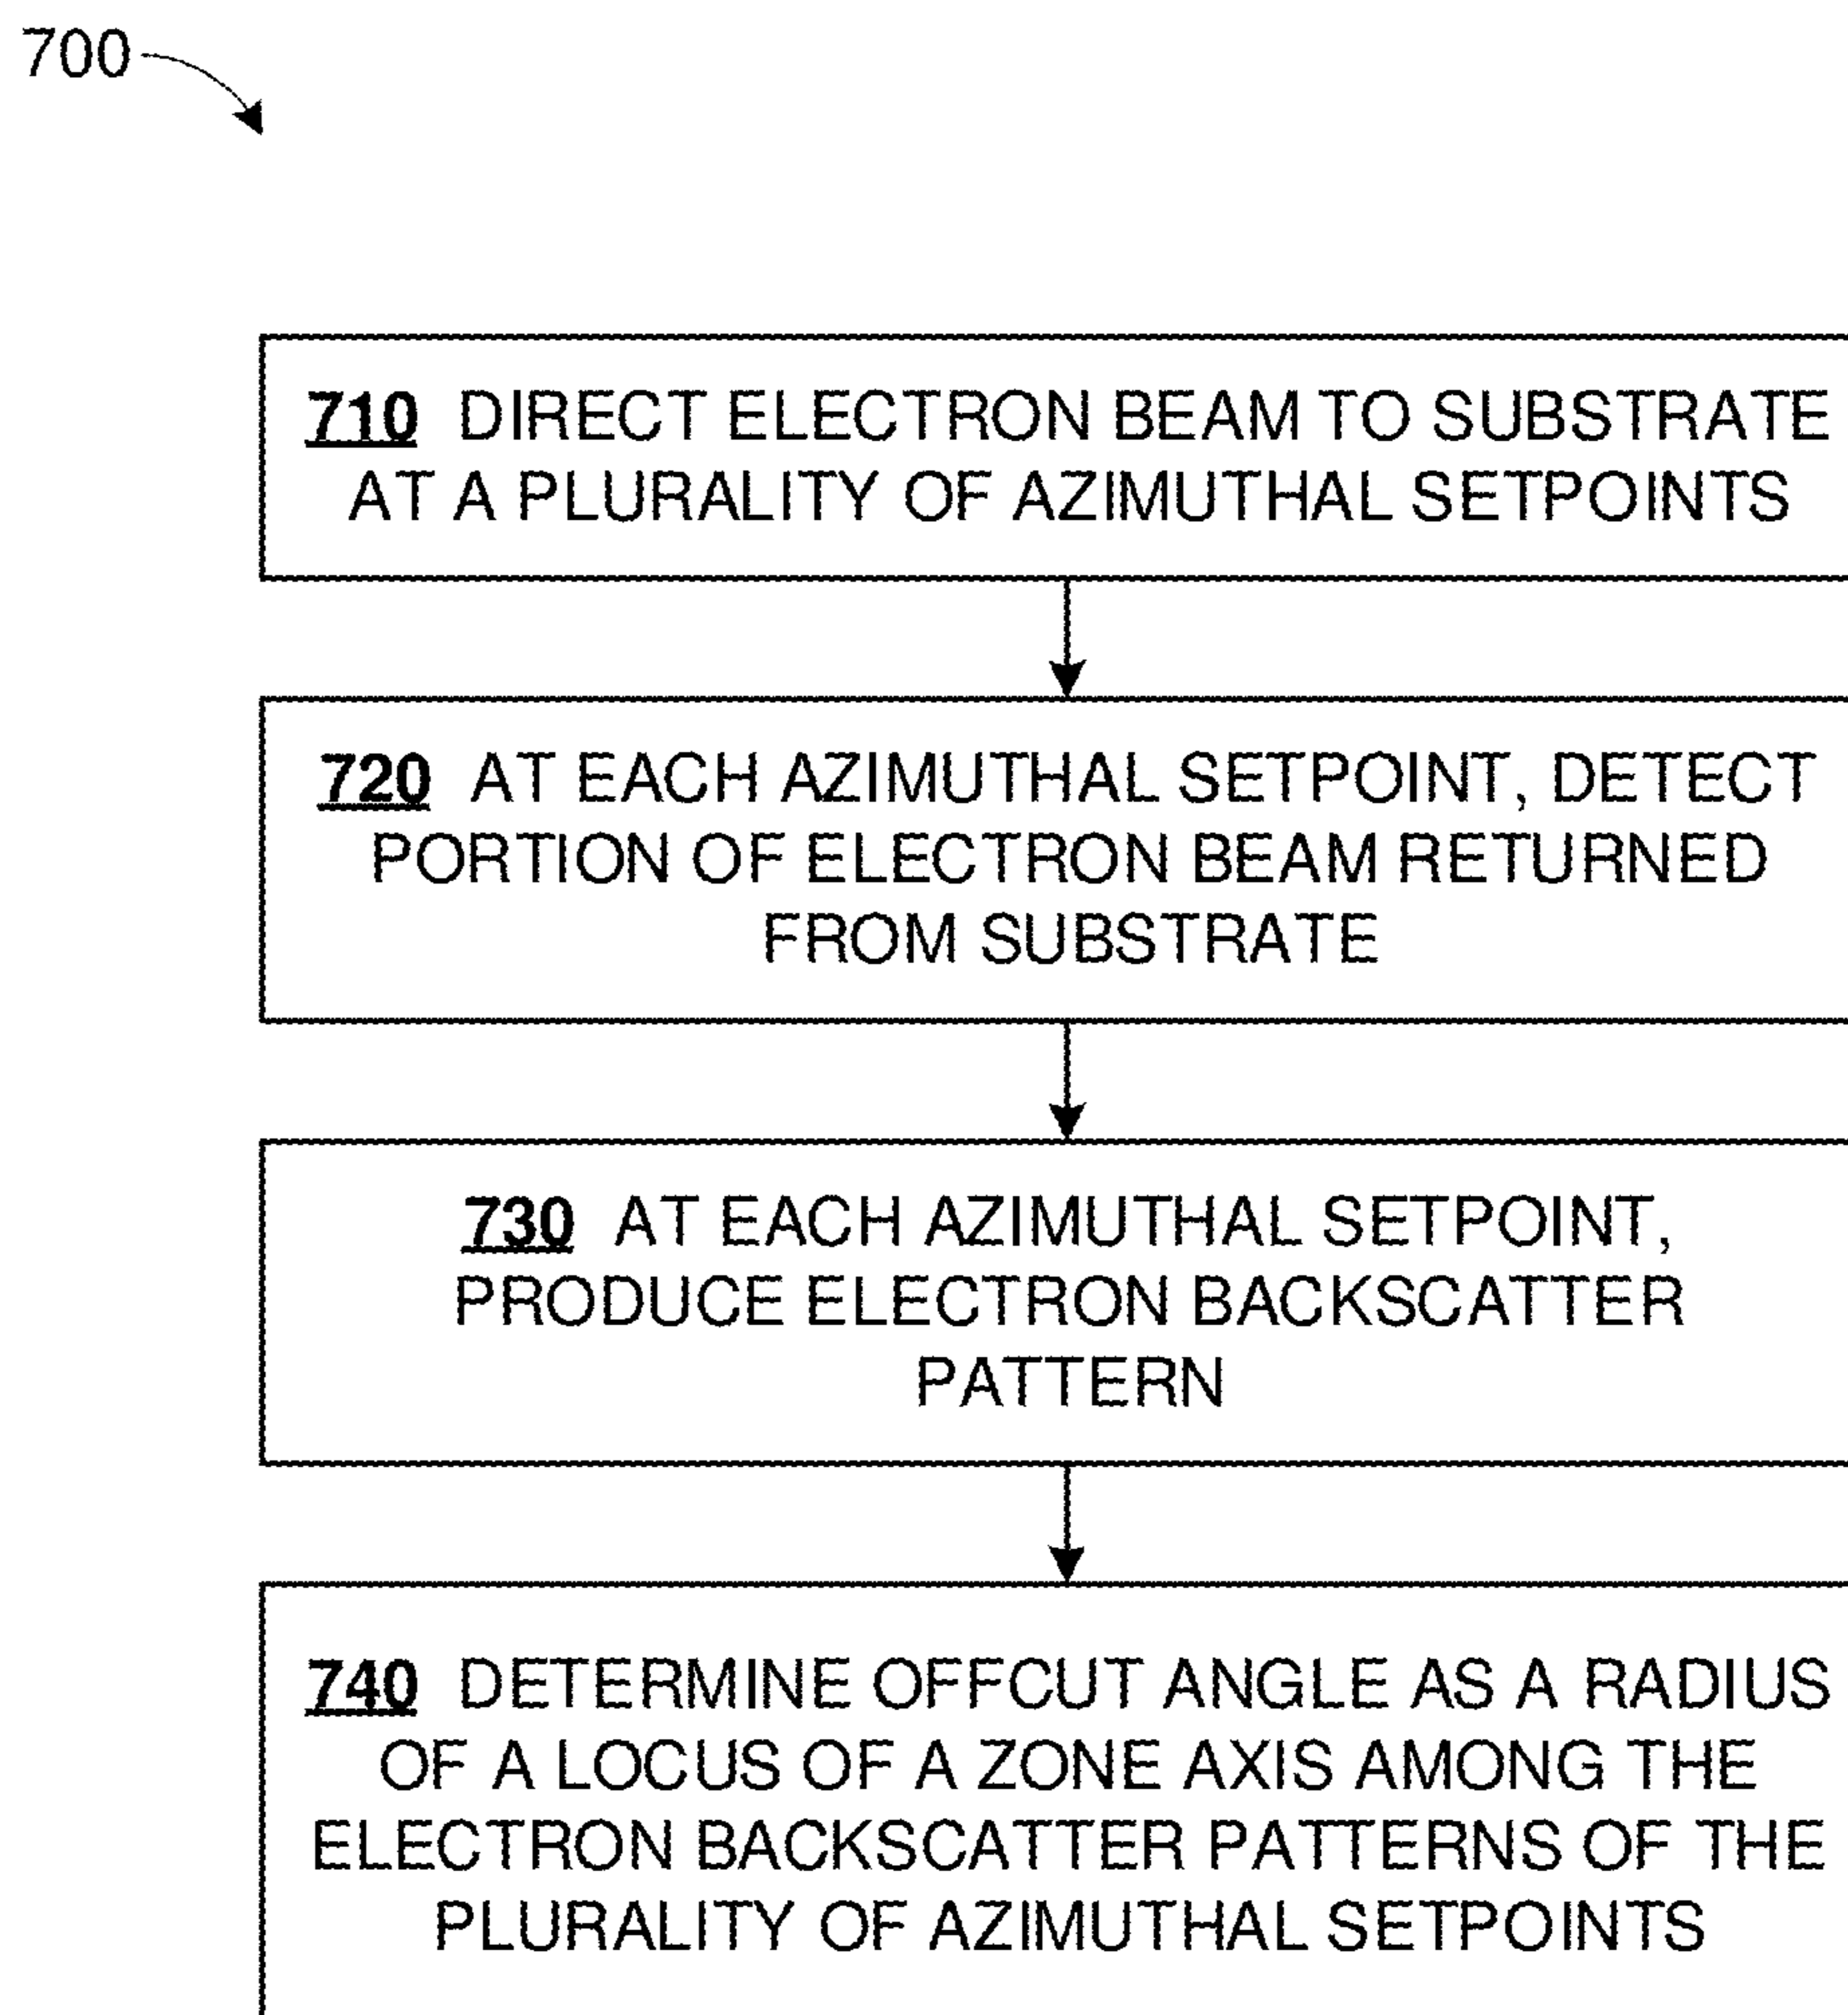 700
710 DIRECT ELECTRON BEAM TO SUBSTRATE
AT A PLURALITY OF AZIMUTHAL SETPOINTS
720 AT EACH AZIMUTHAL SETPOINT, DETECT
PORTION OF ELECTRON BEAM RETURNED
FROM SUBSTRATE
730 AT EACH AZIMUTHAL SETPOINT,
PRODUCE ELECTRON BACKSCATTER
PATTERN
740 DETERMINE OFFCUT ANGLE AS A RADIUS
OF A LOCUS OF A ZONE AXIS AMONG THE
ELECTRON BACKSCATTER PATTERNS OF THE
PLURALITY OF AZIMUTHAL SETPOINTS